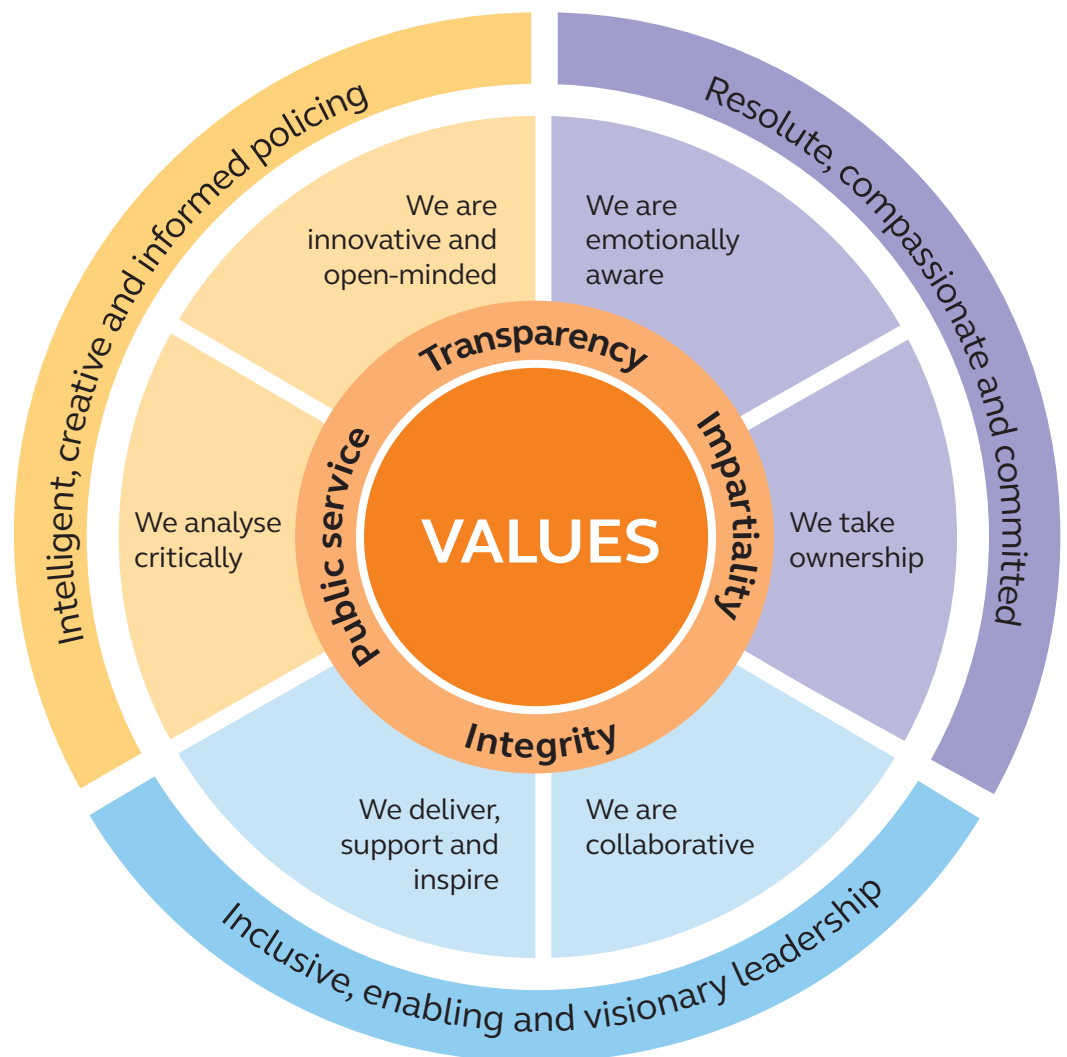 Intelligent, creative and informed policing
Resolute, compassionate and committed
We are
innovative and
open-minded
We are
emotionally
aware
Transparency
Public service
Impartiality
Integrity
VALUES
We analyse
critically
We take
ownership
We deliver,
support and
inspire
We are
collaborative
Inclusive, enabling and visionary leadership